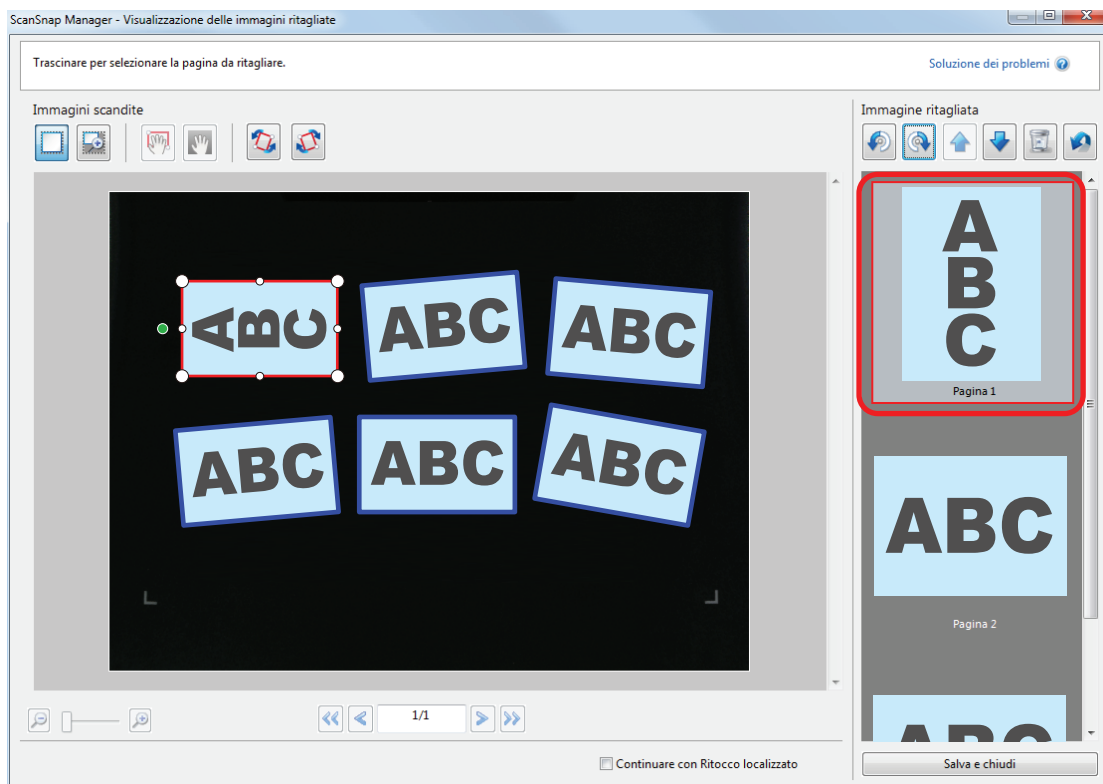 ScanSnap Manager - Visualizzazione delle immagini ritagliate
Trascinare per selezionare la pagina da ritagliare.
Soluzione dei problemi
Immagini scandite
Immagine ritagliata
ABC
ABC
ABC
ABC
ABC
ABC
1/1
Continuare con Ritocco localizzato
A
B
C
Pagina 1
ABC
Pagina 2
ABC
Salva e chiudi